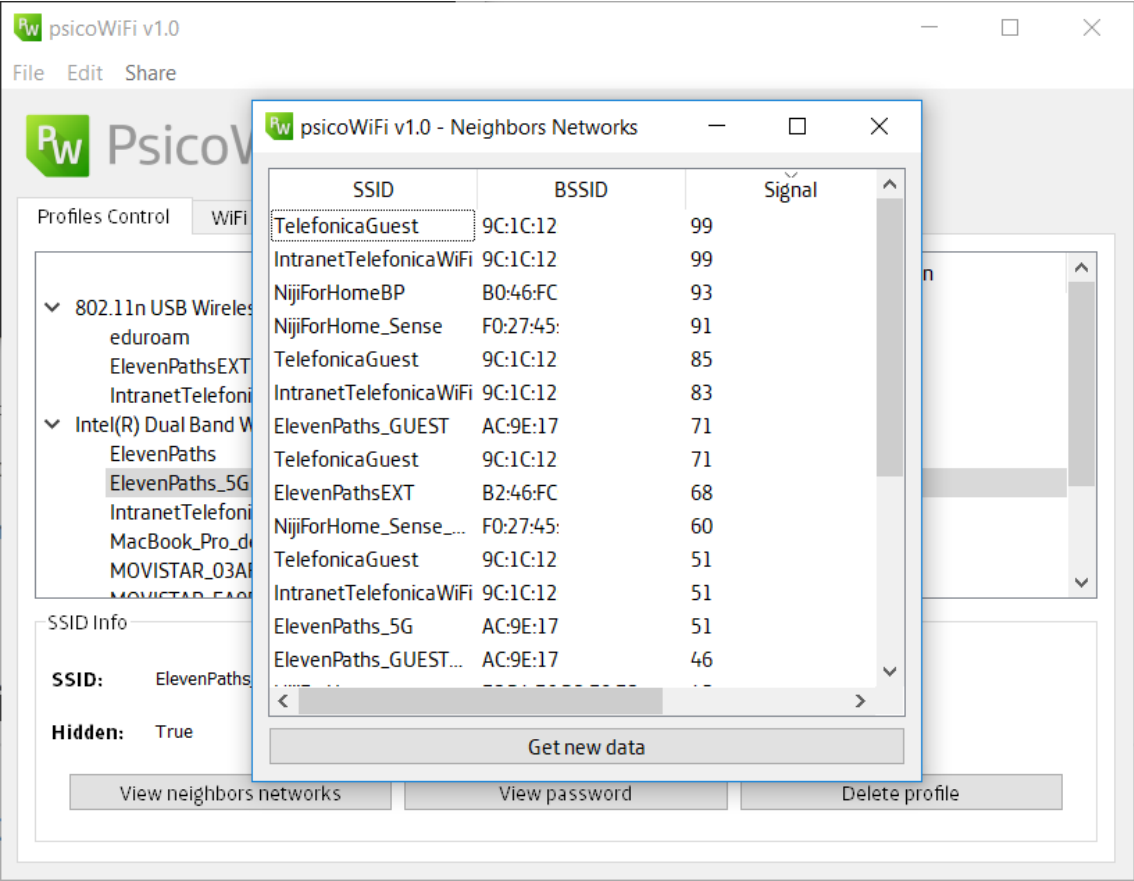 psicoWiFi v1.0
File Edit Share
PsicoW
Profiles Control WiFi
802.11n USB Wireles
eduroam
ElevenPathsEXT
IntranetTelefoni
Intel(R) Dual Band W
ElevenPaths
ElevenPaths_5G
IntranetTelefoni
MacBook_Pro_de
MOVISTAR_03AF
SSID Info
SSID: ElevenPaths_
Hidden: True
View neighbors networks View password Delete profile
psicoWiFi v1.0 - Neighbors Networks
SSID BSSID Signal
TelefonicaGuest 9C:1C:12 99
IntranetTelefonicaWiFi 9C:1C:12 99
NijiForHomeBP B0:46:FC 93
NijiForHome_Sense F0:27:45: 91
TelefonicaGuest 9C:1C:12 85
IntranetTelefonicaWiFi 9C:1C:12 83
ElevenPaths_GUEST AC:9E:17 71
TelefonicaGuest 9C:1C:12 71
ElevenPathsEXT B2:46:FC 68
NijiForHome_Sense_... F0:27:45: 60
TelefonicaGuest 9C:1C:12 51
IntranetTelefonicaWiFi 9C:1C:12 51
ElevenPaths_5G AC:9E:17 51
ElevenPaths_GUEST... AC:9E:17 46
Get new data